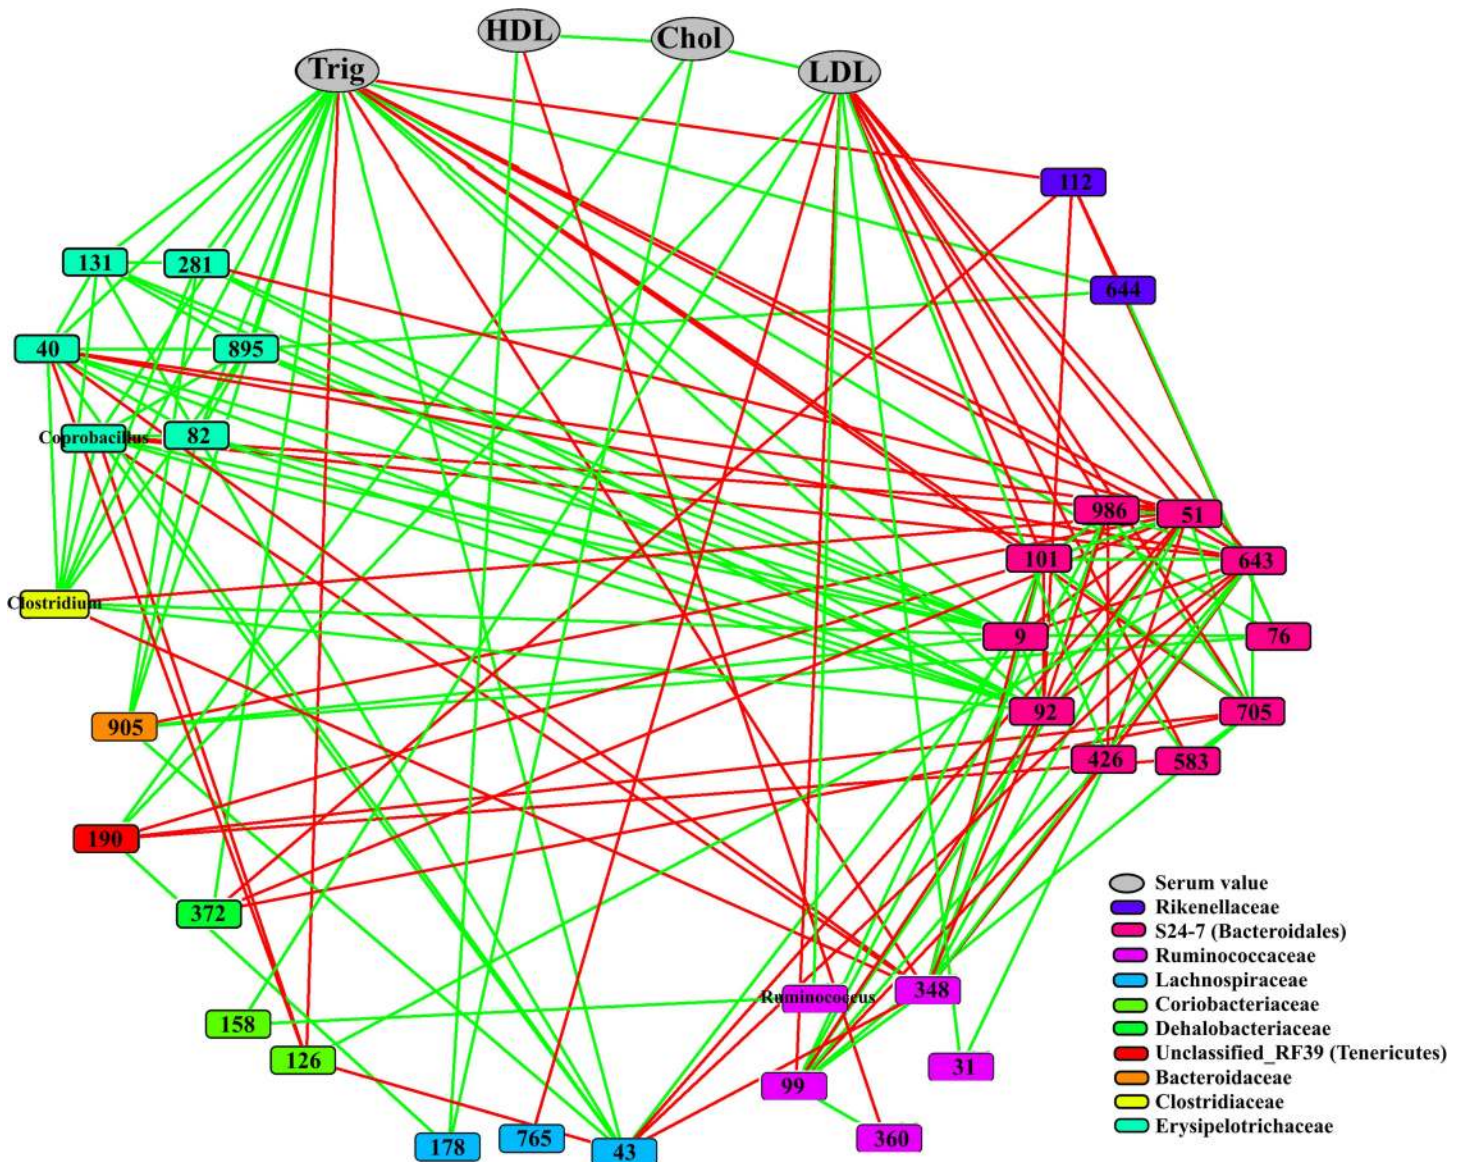 HDL
Chol
Trig
LDL
112
131
281
644
40
895
Coprobacillus
82
986
51
101
643
Clostridium
9
76
905
92
705
426
583
190
372
Serum value
Rikenellaceae
S24-7 (Bacteroidales)
Ruminococcaceae
Lachnospiraceae
Coriobacteriaceae
Dehalobacteriaceae
Unclassified_RF39 (Tenericutes)
Bacteroidaceae
Clostridiaceae
Erysipelotrichaceae
Ruminococcus
348
158
126
31
99
178
765
43
360